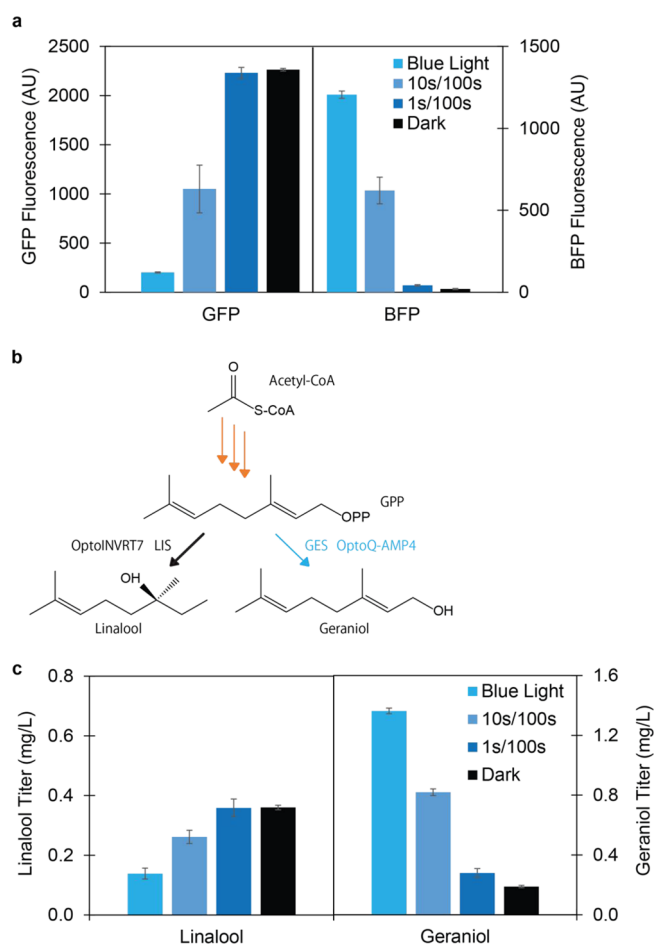 a
2500
2000
1500
1000
500
0
GFP Fluorescence (AU)
Blue Light
10s/100s
1s/100s
Dark
1500
1000
500
0
BFP Fluorescence (AU)
GFP BFP
b
O
Acetyl-CoA
S-CoA
OPP
GPP
OptoINVRT7 LIS GES OptoQ-AMP4
OH
OH
Linalool Geraniol
c
0.8
0.6
0.4
0.2
0.0
Linalool Titer (mg/L)
Blue Light
10s/100s
1s/100s
Dark
1.6
1.2
0.8
0.4
0.0
Geraniol Titer (mg/L)
Linalool Geraniol